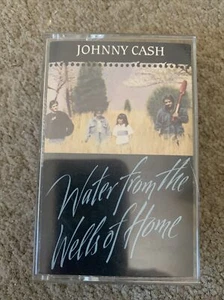 JOHNNY CASH
Water from the
Wells of Home